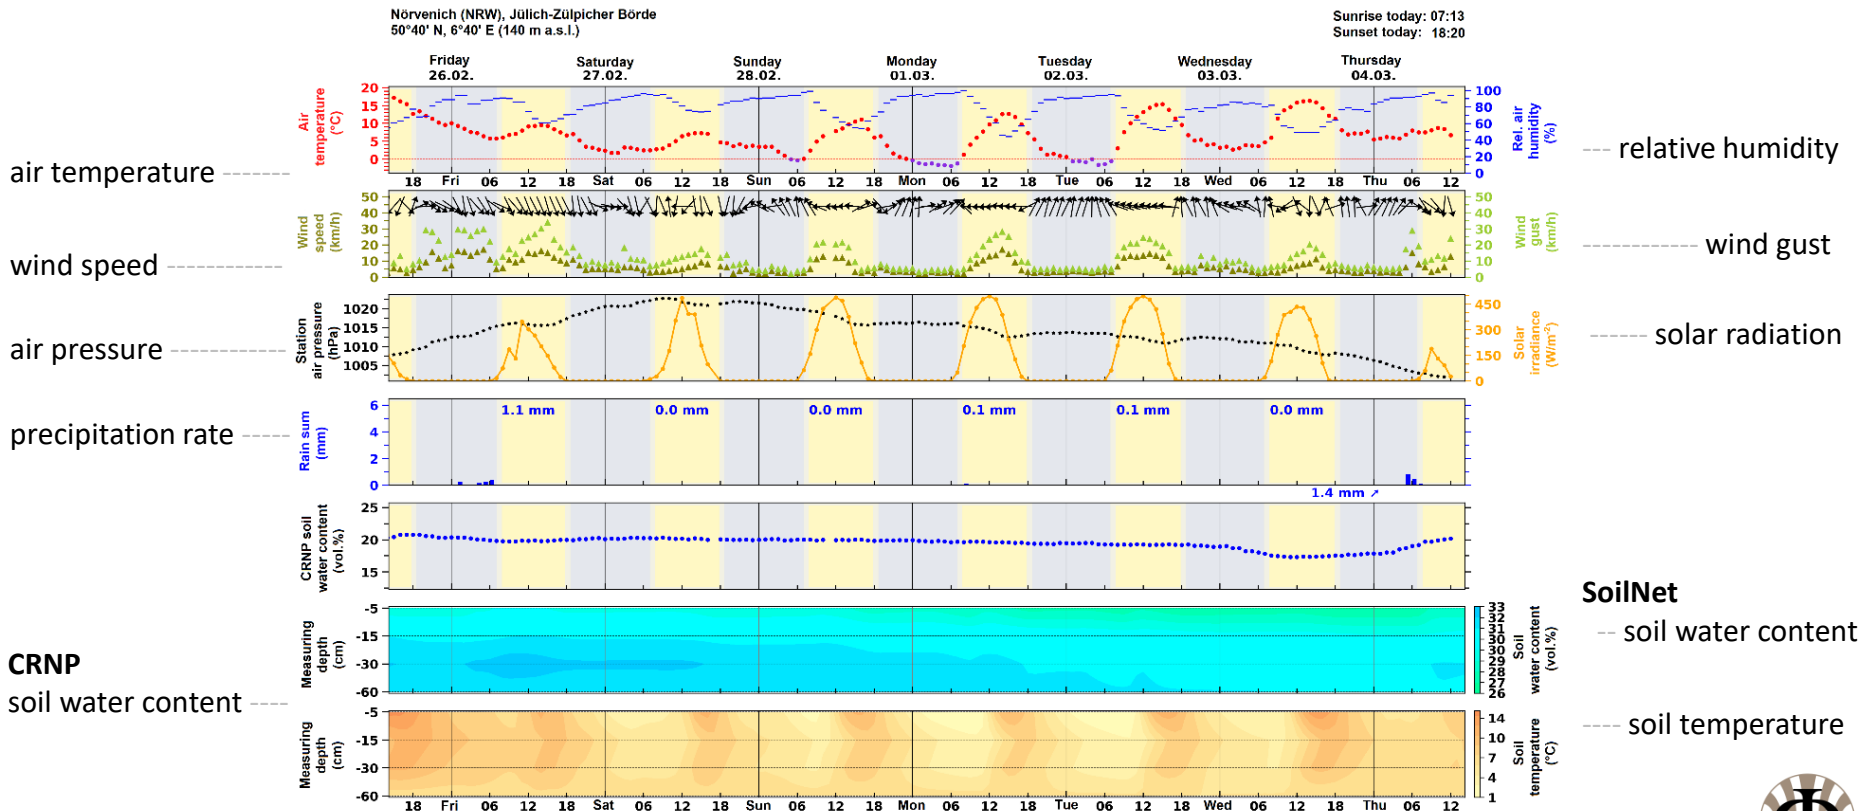 Nörvenich (NRW), Jülich-Zülpicher Börde
50°40' N, 6°40' E (140 m a.s.l.)
Sunrise today: 07:13
Sunset today: 18:20
Friday Saturday Sunday Monday Tuesday Wednesday Thursday
26.02. 27.02. 28.02. 01.03. 02.03. 03.03. 04.03.
air temperature
Air temperature (°C)
20
15
10
5
0
100
80
60
40
20
0
Rel. air humidity (%)
relative humidity
18 Fri 06 12 18 Sat 06 12 18 Sun 06 12 18 Mon 06 12 18 Tue 06 12 18 Wed 06 12 18 Thu 06 12
wind speed
Wind speed (km/h)
50
40
30
20
10
0
50
40
30
20
10
0
Wind gust (km/h)
wind gust
air pressure
Station air pressure (hPa)
1020
1015
1010
1005
450
300
150
0
Solar irradiance (W/m⁻²)
solar radiation
precipitation rate
Rain sum (mm)
6
4
2
0
1.1 mm 0.0 mm 0.0 mm 0.1 mm 0.1 mm 0.0 mm
1.4 mm ↗
CRNP soil water content (vol.%)
25
20
15
CRNP
soil water content
Measuring depth (cm)
-5
-15
-30
-60
33
32
31
30
29
28
27
26
Soil water content (vol.%)
SoilNet
soil water content
Measuring depth (cm)
-5
-15
-30
-60
14
10
7
4
1
Soil temperature (°C)
soil temperature
18 Fri 06 12 18 Sat 06 12 18 Sun 06 12 18 Mon 06 12 18 Tue 06 12 18 Wed 06 12 18 Thu 06 12